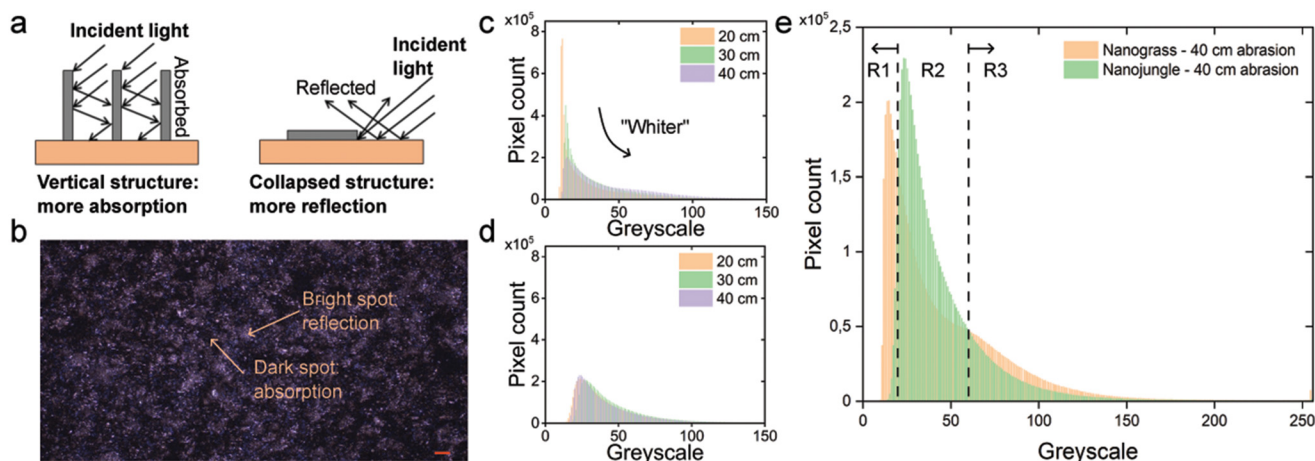 a
Incident light
Absorbed
Vertical structure:
more absorption
Incident
light
Reflected
Collapsed structure:
more reflection
b
Bright spot:
reflection
Dark spot:
absorption
c
×10⁵
8
6
4
2
0
0
50
100
150
Pixel count
Greyscale
20 cm
30 cm
40 cm
"Whiter"
d
×10⁵
8
6
4
2
0
0
50
100
150
Pixel count
Greyscale
20 cm
30 cm
40 cm
e
×10⁵
2,5
2
1,5
1
0,5
0
0
50
100
150
200
250
Pixel count
Greyscale
R1
R2
R3
Nanograss - 40 cm abrasion
Nanojungle - 40 cm abrasion